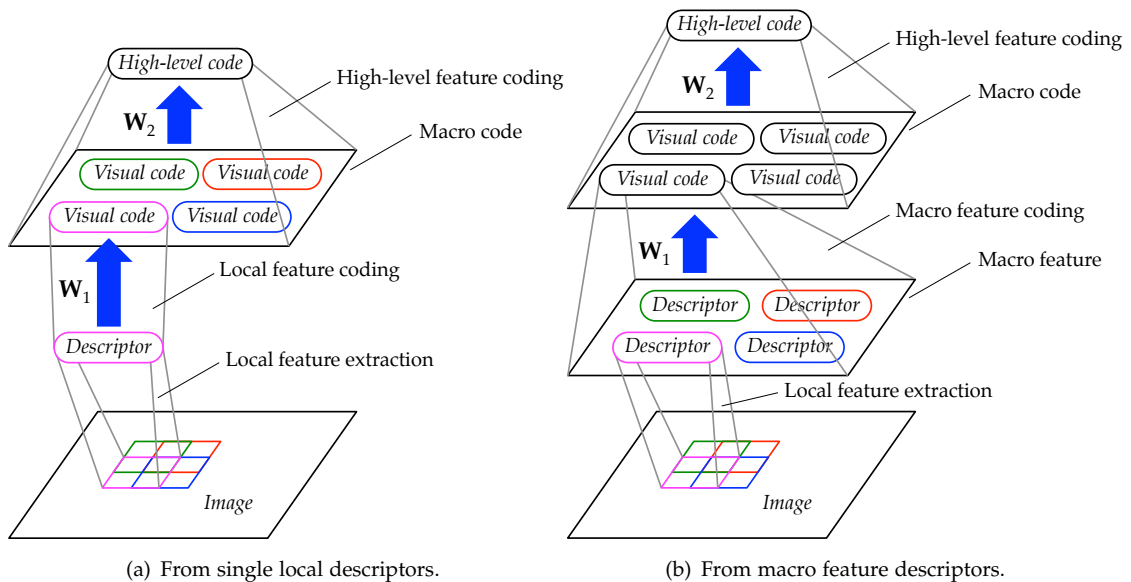 High-level code
High-level feature coding
W2
Macro code
Visual code Visual code
Visual code Visual code
Local feature coding
W1
Descriptor
Local feature extraction
Image
(a) From single local descriptors.
High-level code
High-level feature coding
W2
Macro code
Visual code Visual code
Visual code Visual code
Macro feature coding
W1
Macro feature
Descriptor Descriptor
Descriptor Descriptor
Local feature extraction
Image
(b) From macro feature descriptors.